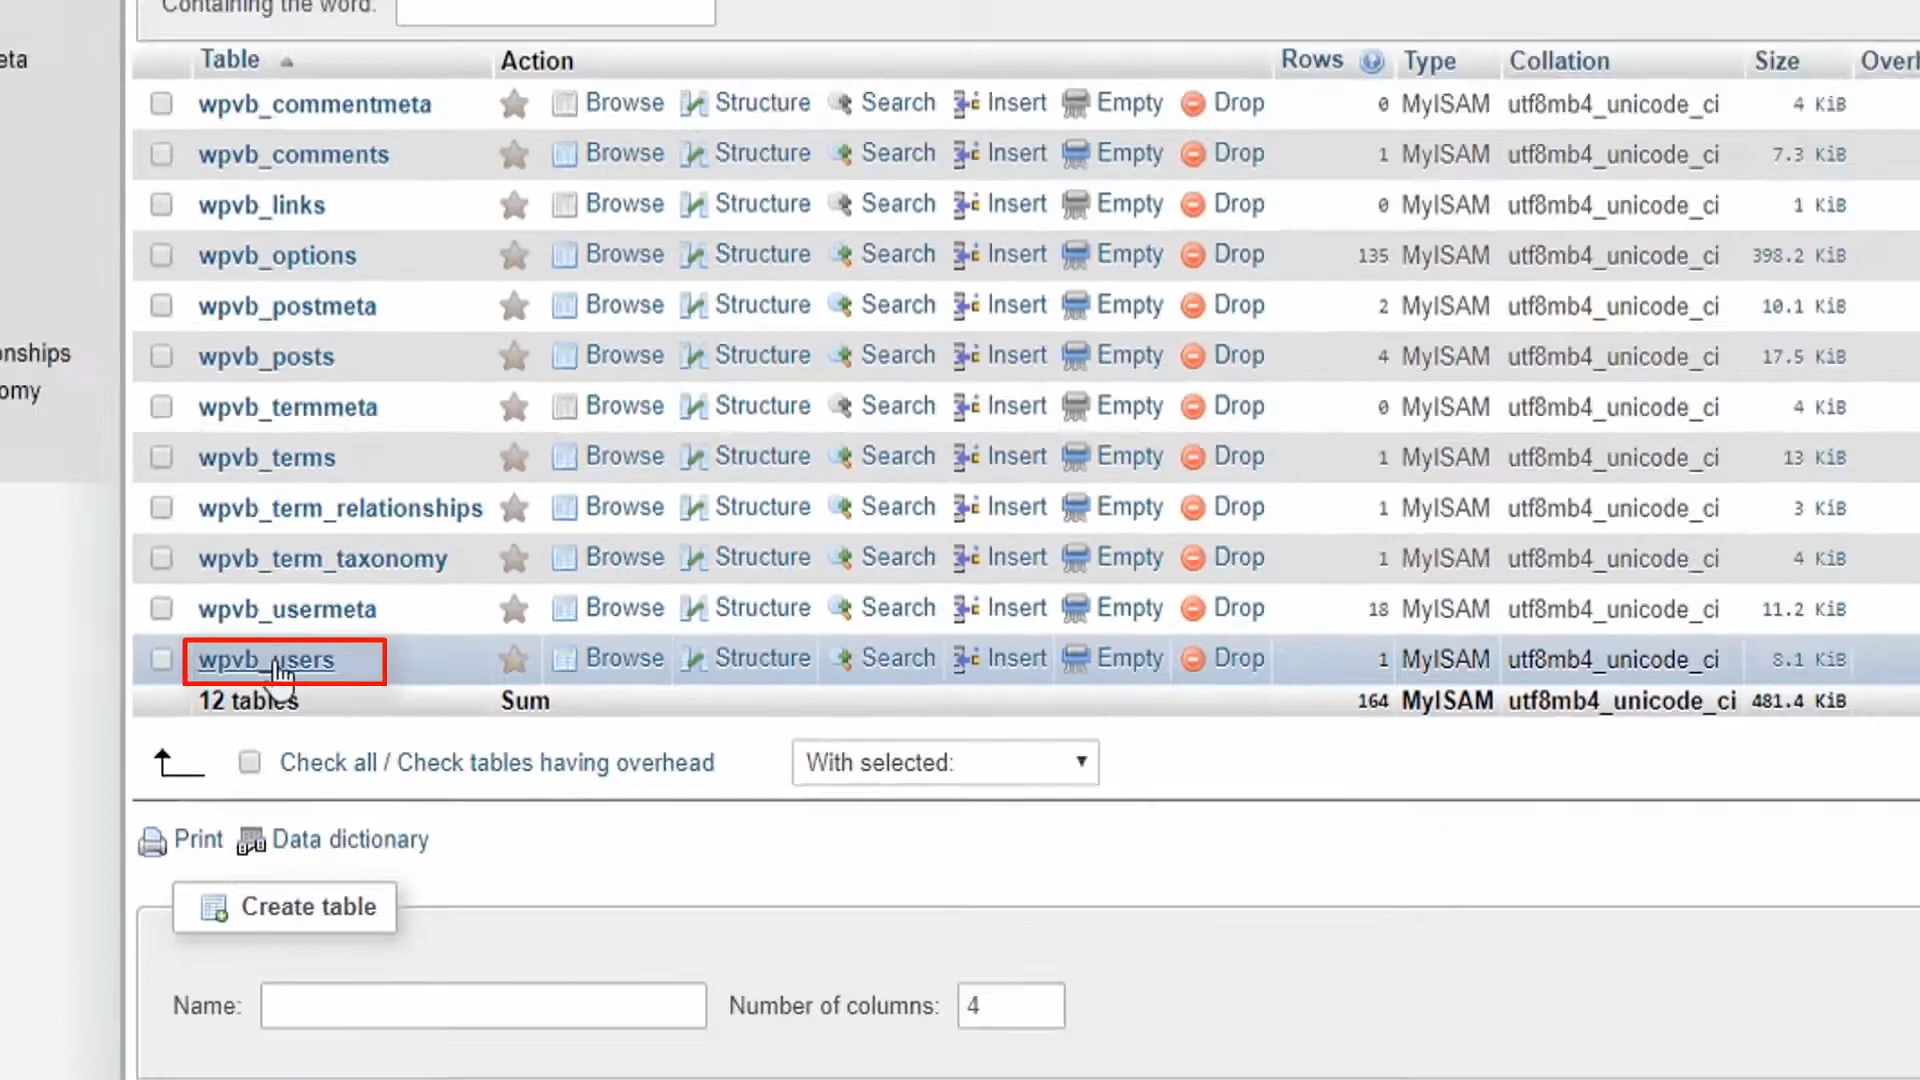 Containing the word:
eta
Table Action Rows Type Collation Size Overh
wpvb_commentmeta Browse Structure Search Insert Empty Drop 0 MyISAM utf8mb4_unicode_ci 4 KiB
wpvb_comments Browse Structure Search Insert Empty Drop 1 MyISAM utf8mb4_unicode_ci 7.3 KiB
wpvb_links Browse Structure Search Insert Empty Drop 0 MyISAM utf8mb4_unicode_ci 1 KiB
wpvb_options Browse Structure Search Insert Empty Drop 135 MyISAM utf8mb4_unicode_ci 398.2 KiB
wpvb_postmeta Browse Structure Search Insert Empty Drop 2 MyISAM utf8mb4_unicode_ci 10.1 KiB
onships
wpvb_posts Browse Structure Search Insert Empty Drop 4 MyISAM utf8mb4_unicode_ci 17.5 KiB
omy
wpvb_termmeta Browse Structure Search Insert Empty Drop 0 MyISAM utf8mb4_unicode_ci 4 KiB
wpvb_terms Browse Structure Search Insert Empty Drop 1 MyISAM utf8mb4_unicode_ci 13 KiB
wpvb_term_relationships Browse Structure Search Insert Empty Drop 1 MyISAM utf8mb4_unicode_ci 3 KiB
wpvb_term_taxonomy Browse Structure Search Insert Empty Drop 1 MyISAM utf8mb4_unicode_ci 4 KiB
wpvb_usermeta Browse Structure Search Insert Empty Drop 18 MyISAM utf8mb4_unicode_ci 11.2 KiB
wpvb_users Browse Structure Search Insert Empty Drop 1 MyISAM utf8mb4_unicode_ci 8.1 KiB
12 tables Sum 164 MyISAM utf8mb4_unicode_ci 481.4 KiB
Check all / Check tables having overhead With selected:
Print Data dictionary
Create table
Name: Number of columns: 4